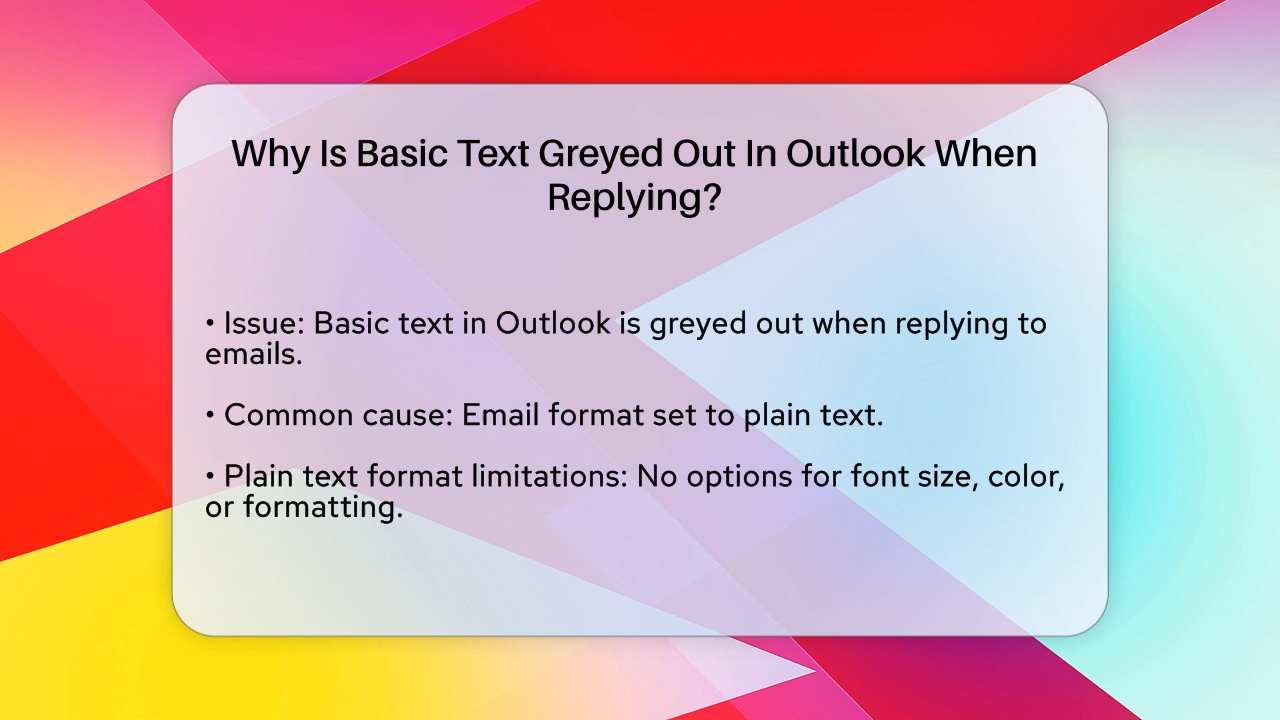 Why Is Basic Text Greyed Out In Outlook When
Replying?
• Issue: Basic text in Outlook is greyed out when replying to
emails.
• Common cause: Email format set to plain text.
• Plain text format limitations: No options for font size, color,
or formatting.